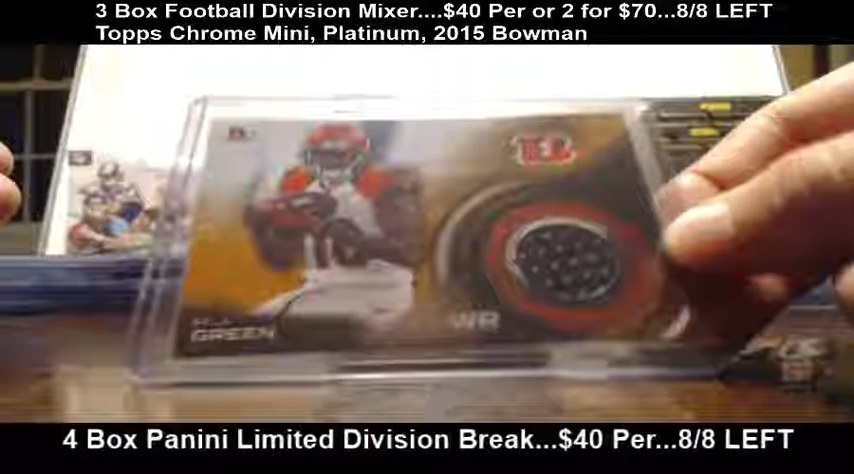 3 Box Football Division Mixer....$40 Per or 2 for $70...8/8 LEFT
Topps Chrome Mini, Platinum, 2015 Bowman
GREEN
WR
4 Box Panini Limited Division Break...$40 Per...8/8 LEFT